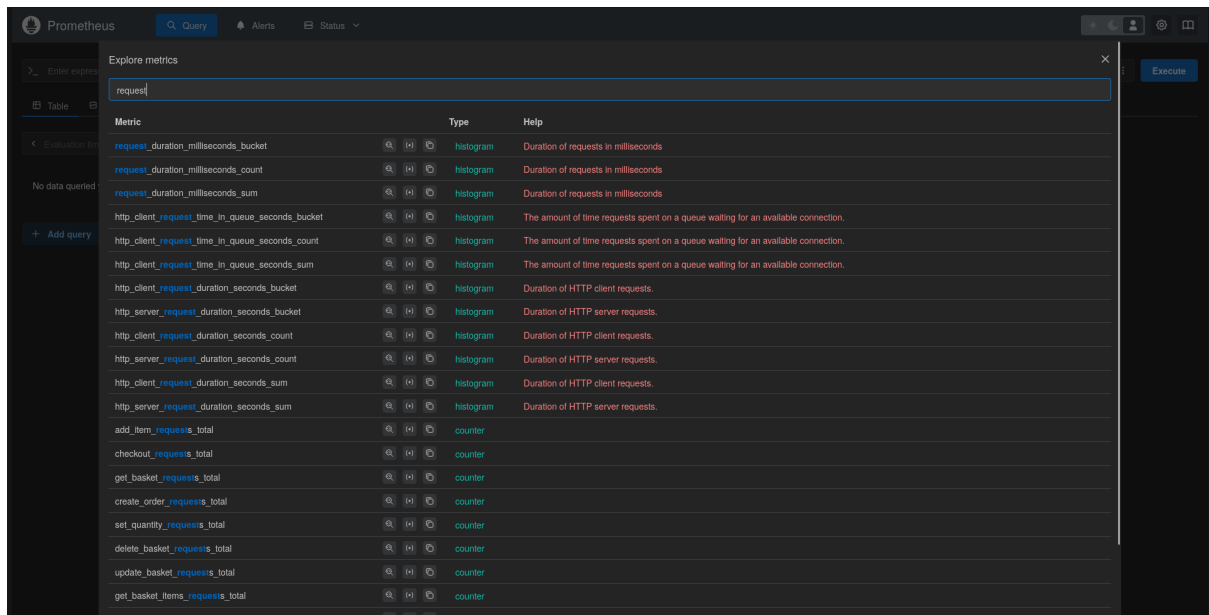 Prometheus Query Alerts Status
Explore metrics
Enter expres
Execute
request
Table
Metric Type Help
request_duration_milliseconds_bucket histogram Duration of requests in milliseconds
Evaluation tim
request_duration_milliseconds_count histogram Duration of requests in milliseconds
No data queried
request_duration_milliseconds_sum histogram Duration of requests in milliseconds
http_client_request_time_in_queue_seconds_bucket histogram The amount of time requests spent on a queue waiting for an available connection.
+ Add query
http_client_request_time_in_queue_seconds_count histogram The amount of time requests spent on a queue waiting for an available connection.
http_client_request_time_in_queue_seconds_sum histogram The amount of time requests spent on a queue waiting for an available connection.
http_client_request_duration_seconds_bucket histogram Duration of HTTP client requests.
http_server_request_duration_seconds_bucket histogram Duration of HTTP server requests.
http_client_request_duration_seconds_count histogram Duration of HTTP client requests.
http_server_request_duration_seconds_count histogram Duration of HTTP server requests.
http_client_request_duration_seconds_sum histogram Duration of HTTP client requests.
http_server_request_duration_seconds_sum histogram Duration of HTTP server requests.
add_item_requests_total counter
checkout_requests_total counter
get_basket_requests_total counter
create_order_requests_total counter
set_quantity_requests_total counter
delete_basket_requests_total counter
update_basket_requests_total counter
get_basket_items_requests_total counter